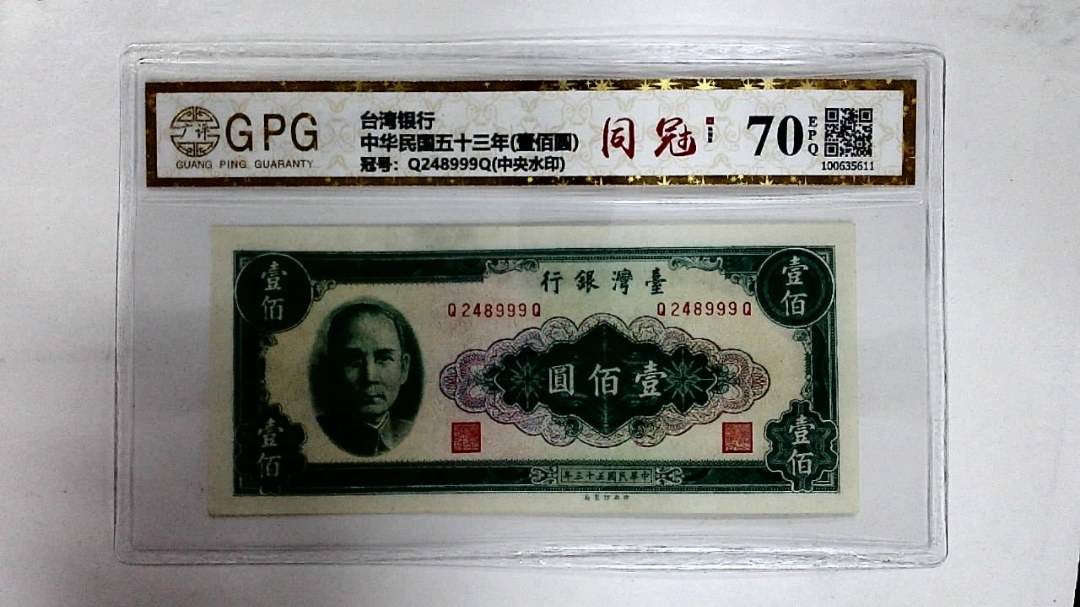 广评
GPG
GUANG PING GUARANTY
台湾银行
中华民国五十三年(壹佰圆)
冠号：Q248999Q(中央水印)
同冠
70
EPQ
100635611
壹佰
行銀灣臺
壹佰
Q248999Q
Q248999Q
圓佰壹
壹佰
壹佰
年三十五國民華中